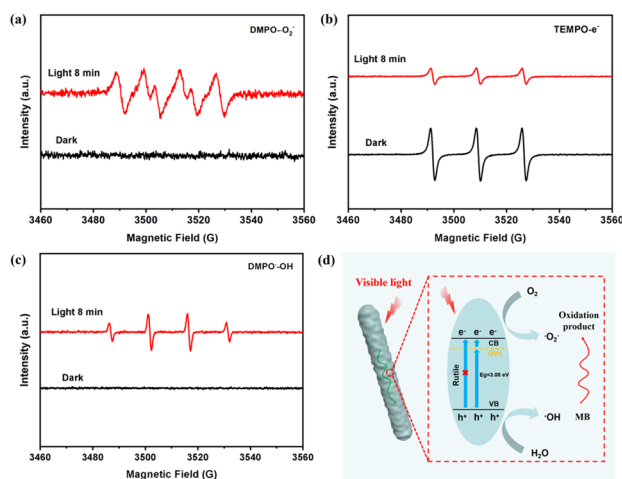 (a)
DMPO-O₂⁻
Light 8 min
Dark
Intensity (a.u.)
3460 3480 3500 3520 3540 3560
Magnetic Field (G)
(b)
TEMPO-e⁻
Light 8 min
Dark
Intensity (a.u.)
3460 3480 3500 3520 3540 3560
Magnetic Field (G)
(c)
DMPO·-OH
Light 8 min
Dark
Intensity (a.u.)
3460 3480 3500 3520 3540 3560
Magnetic Field (G)
(d)
Visible light
O₂
Oxidation
product
e⁻ e⁻ e⁻
CB
OVs
·O₂⁻
Rutile
Eg=3.06 eV
VB
h⁺ h⁺ h⁺
·OH
MB
H₂O